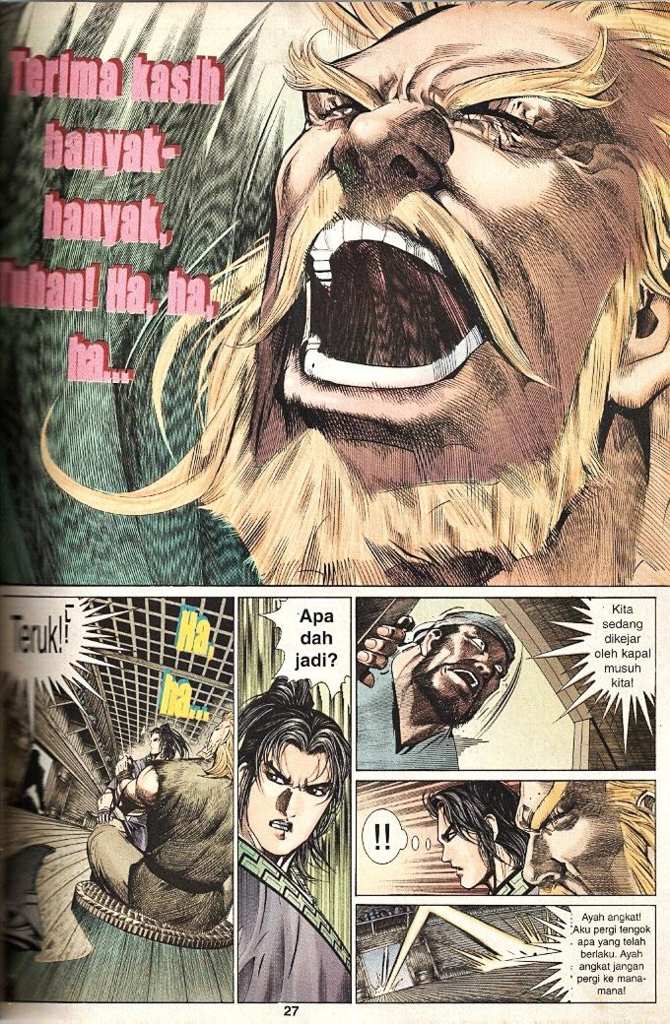 Terima kasih
banyak-
banyak,
Tuhan! Ha, ha,
ha...
Teruk!
Ha,
ha...
Apa
dah
jadi?
Kita
sedang
dikejar
oleh kapal
musuh
kita!
!!
Ayah angkat!
Aku pergi tengok
apa yang telah
berlaku. Ayah
angkat jangan
pergi ke mana-
mana!
27